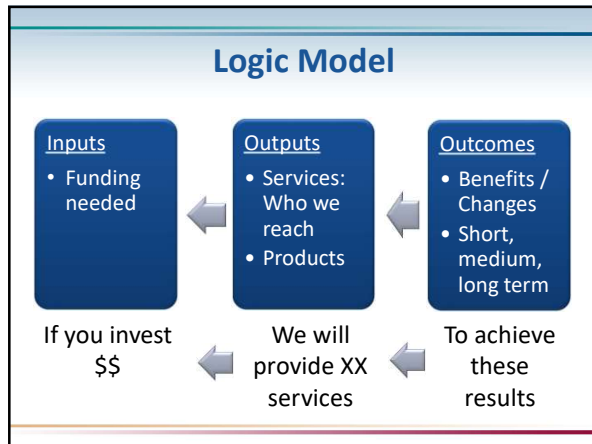 Logic Model
Inputs
• Funding
needed
Outputs
• Services:
Who we
reach
• Products
Outcomes
• Benefits /
Changes
• Short,
medium,
long term
If you invest
$$
We will
provide XX
services
To achieve
these
results